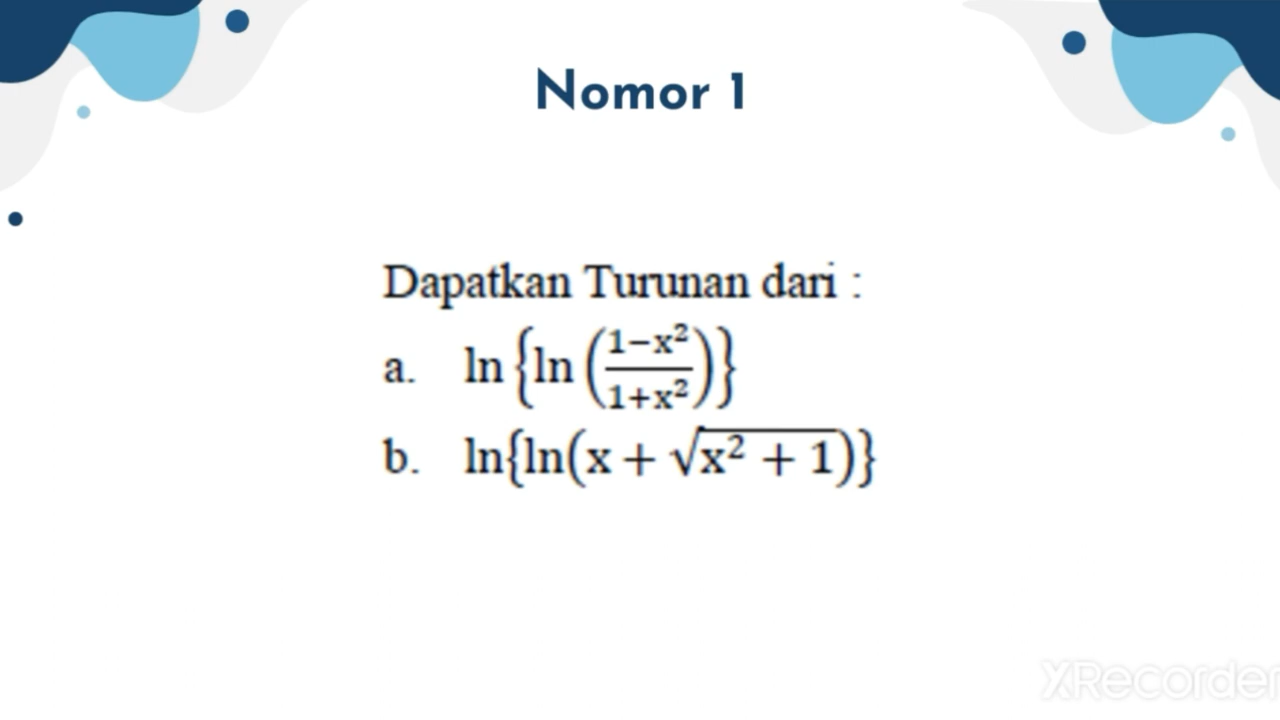 Nomor 1
Dapatkan Turunan dari :
a. ln{ln((1−x²)/(1+x²))}
b. ln{ln(x + √(x² + 1))}
XRecorder